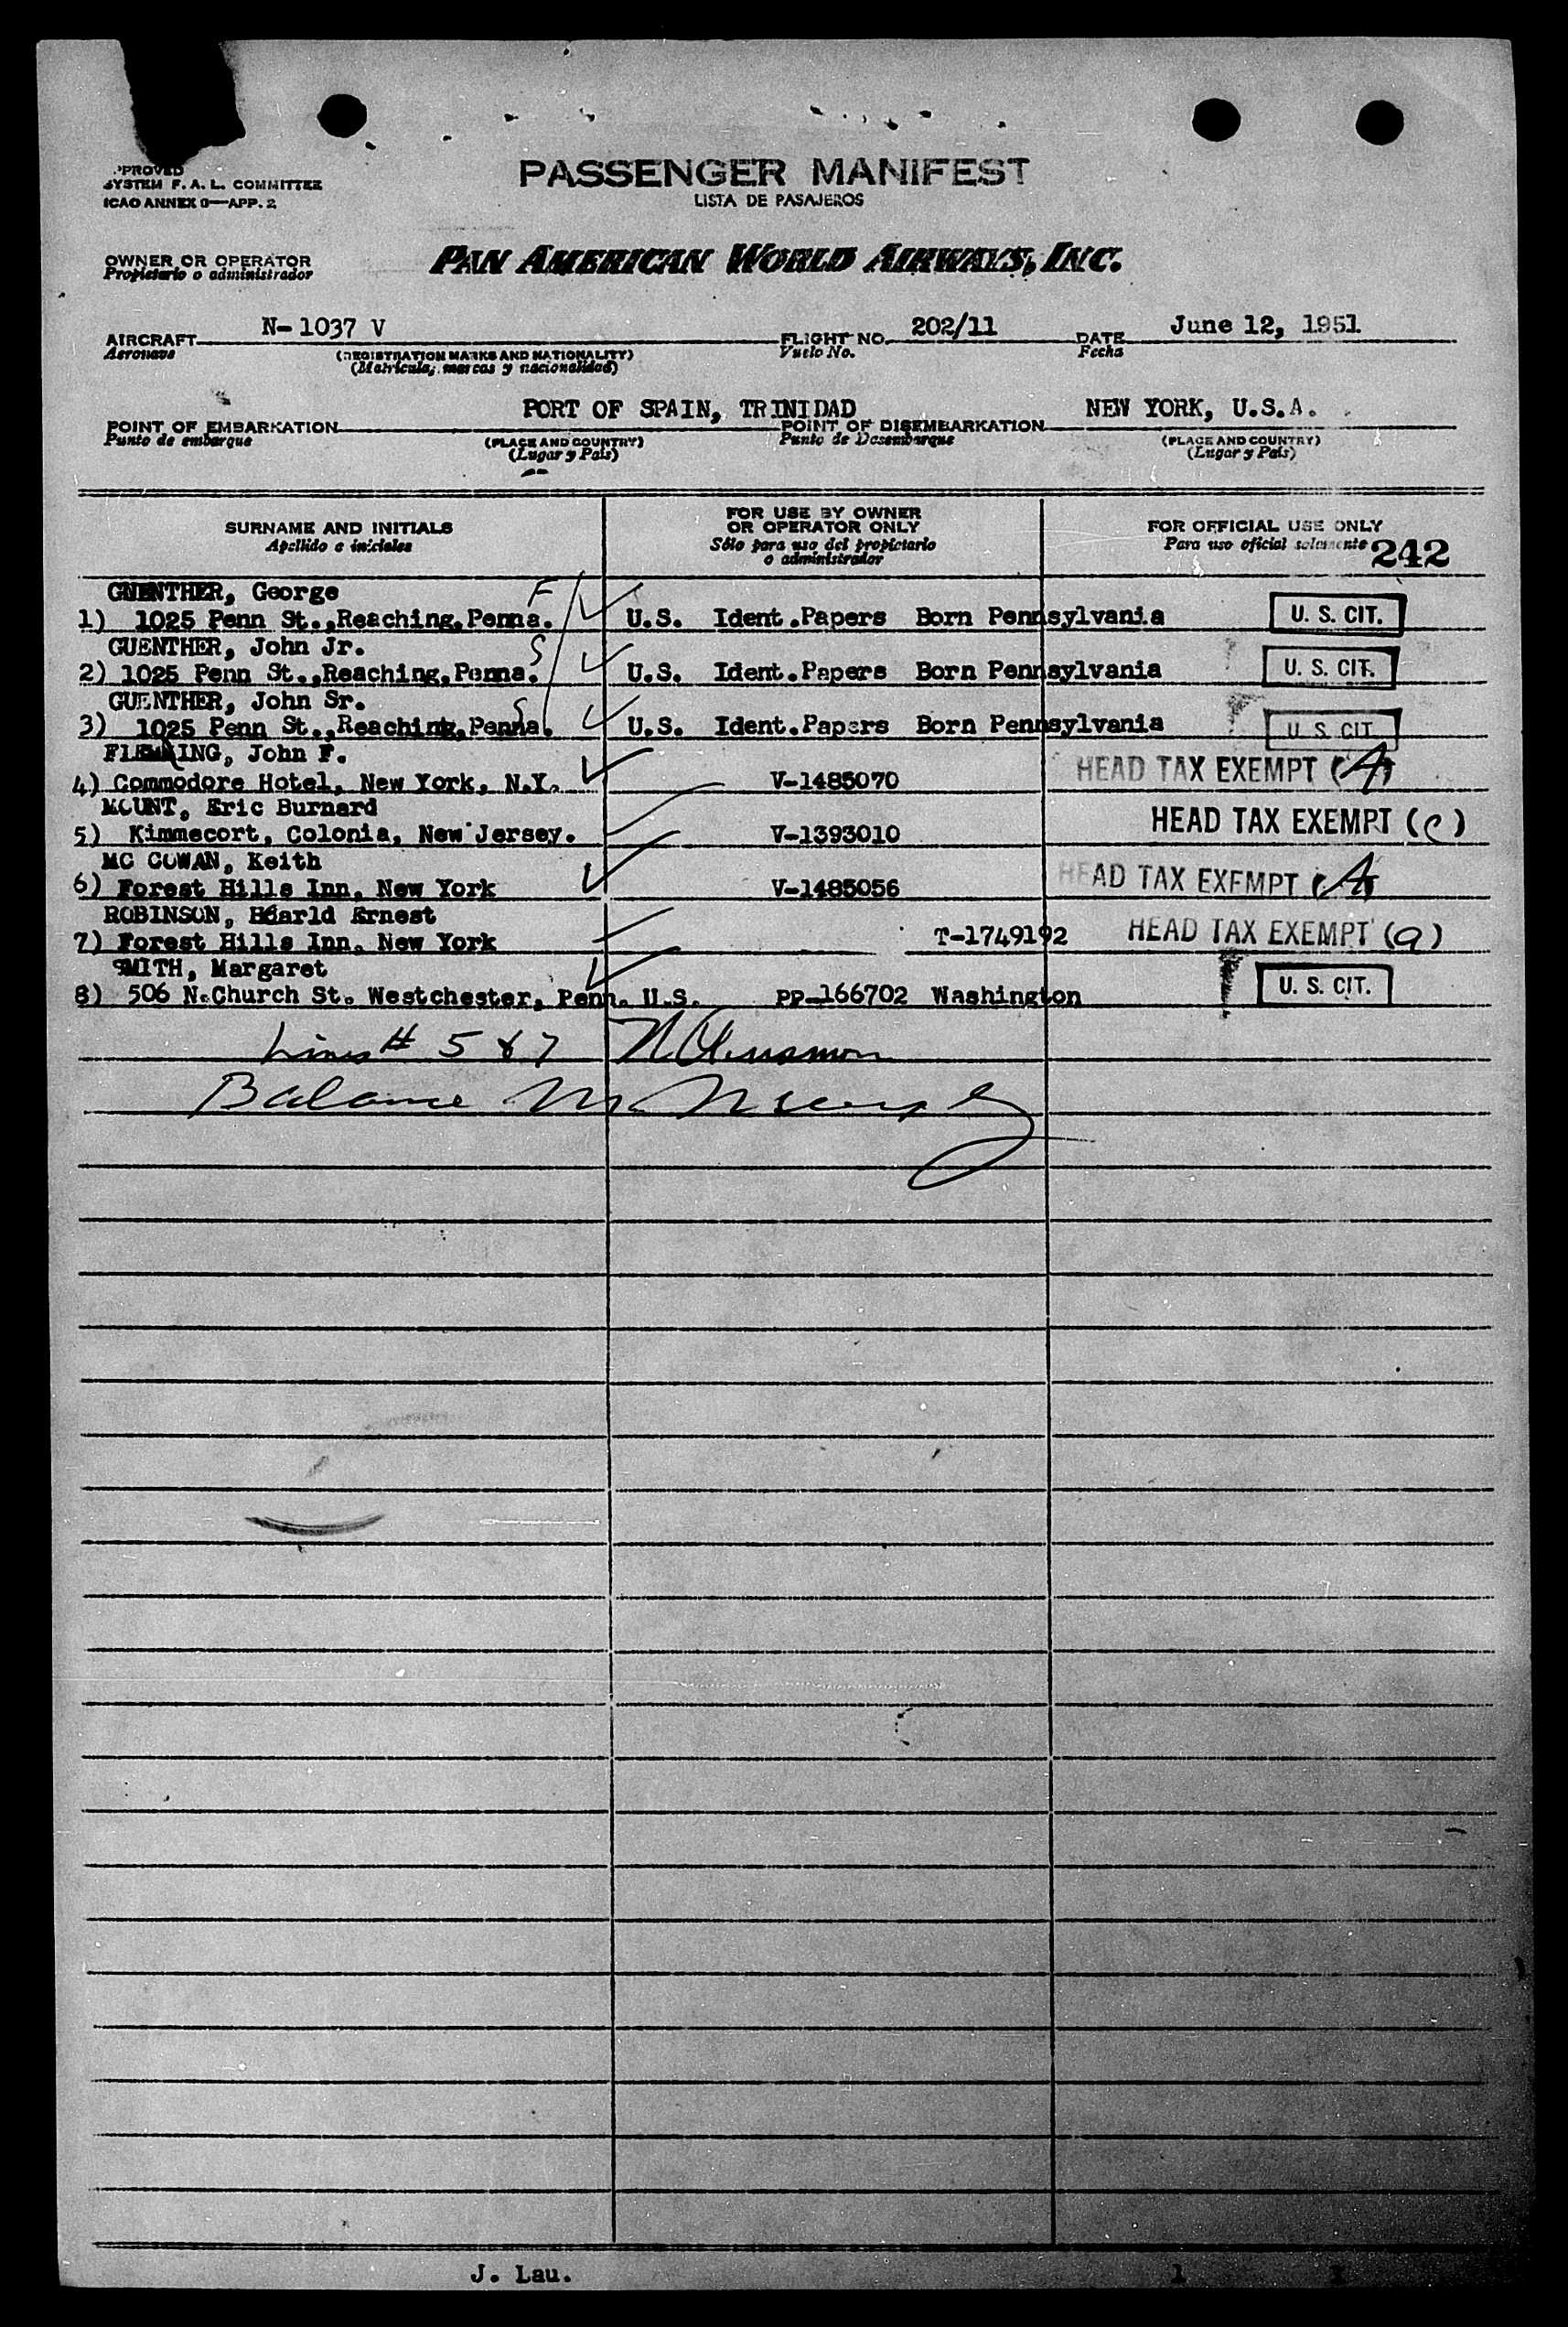 PPROVED
SYSTEM F. A. L. COMMITTEE
ICAO ANNEX 9—APP. 2
PASSENGER MANIFEST
LISTA DE PASAJEROS
OWNER OR OPERATOR
Propietario o administrador
PAN AMERICAN WORLD AIRWAYS, INC.
AIRCRAFT N-1037 V FLIGHT NO. 202/11 DATE June 12, 1951
Aeronave (REGISTRATION MARKS AND NATIONALITY) Vuelo No. Fecha
(Matrícula, marcas y nacionalidad)
POINT OF EMBARKATION PORT OF SPAIN, TRINIDAD POINT OF DISEMBARKATION NEW YORK, U.S.A.
Punto de embarque (PLACE AND COUNTRY) Punto de Desembarque (PLACE AND COUNTRY)
(Lugar y País) (Lugar y País)
SURNAME AND INITIALS FOR USE BY OWNER OR OPERATOR ONLY FOR OFFICIAL USE ONLY
Apellido e iniciales Sólo para uso del propietario o administrador Para uso oficial solamente 242
GUENTHER, George F
1) 1025 Penn St.,Reaching,Penna. U.S. Ident.Papers Born Pennsylvania U. S. CIT.
GUENTHER, John Jr. S
2) 1025 Penn St.,Reaching,Penna. U.S. Ident.Papers Born Pennsylvania U. S. CIT.
GUENTHER, John Sr. S
3) 1025 Penn St.,Reaching,Penna. U.S. Ident.Papers Born Pennsylvania U. S. CIT.
FLEMING, John F.
4) Commodore Hotel, New York, N.Y. V-1485070 HEAD TAX EXEMPT (A)
MOUNT, Eric Burnard
5) Kimmecort, Colonia, New Jersey. V-1393010 HEAD TAX EXEMPT (c)
MC COWAN, Keith
6) Forest Hills Inn, New York V-1485056 HEAD TAX EXEMPT (A)
ROBINSON, Harld Ernest
7) Forest Hills Inn, New York T-1749192 HEAD TAX EXEMPT (a)
SMITH, Margaret
8) 506 N.Church St. Westchester, Penn. U.S. PP-166702 Washington U. S. CIT.
Lines # 5 & 7
Balance
J. Lau. 1